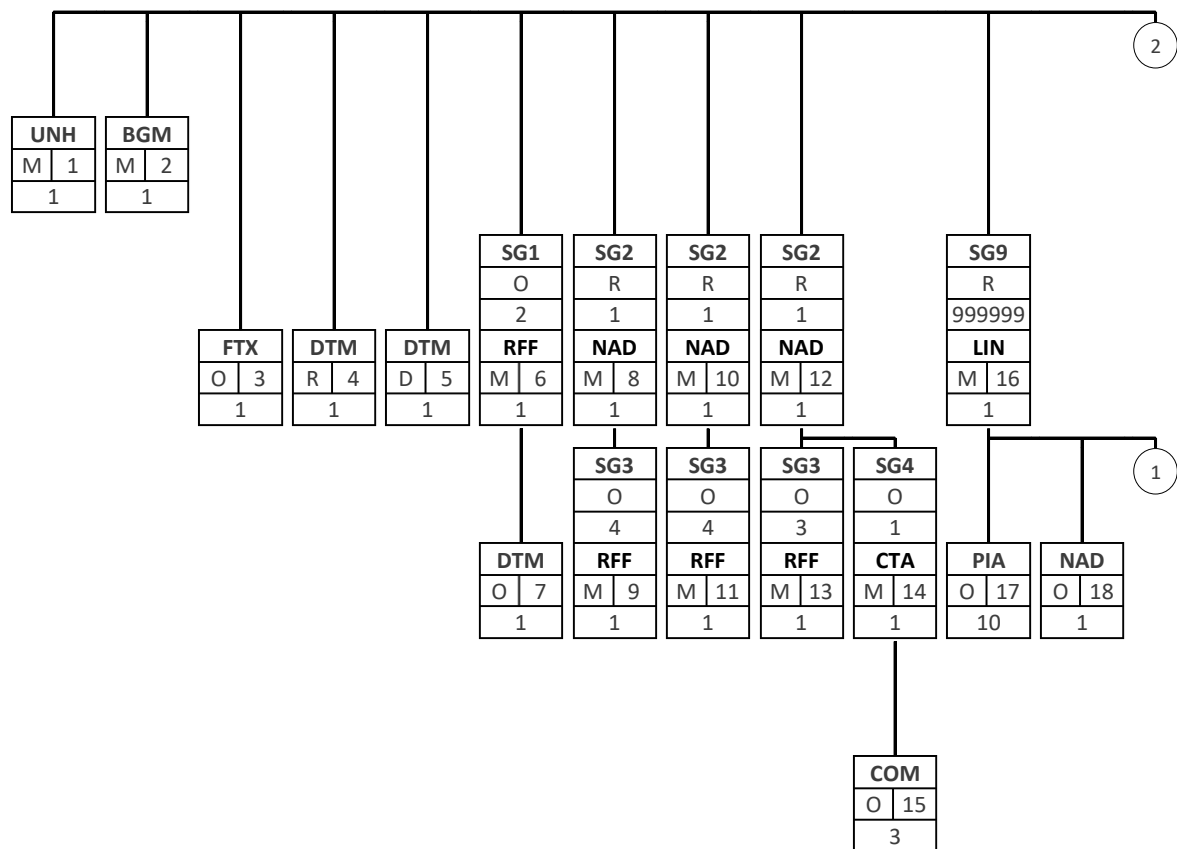 2
UNH BGM
M 1 M 2
1 1
SG1 SG2 SG2 SG2 SG9
O R R R R
2 1 1 1 999999
FTX DTM DTM RFF NAD NAD NAD LIN
O 3 R 4 D 5 M 6 M 8 M 10 M 12 M 16
1 1 1 1 1 1 1 1
SG3 SG3 SG3 SG4 1
O O O O
4 4 3 1
DTM RFF RFF RFF CTA PIA NAD
O 7 M 9 M 11 M 13 M 14 O 17 O 18
1 1 1 1 1 10 1
COM
O 15
3